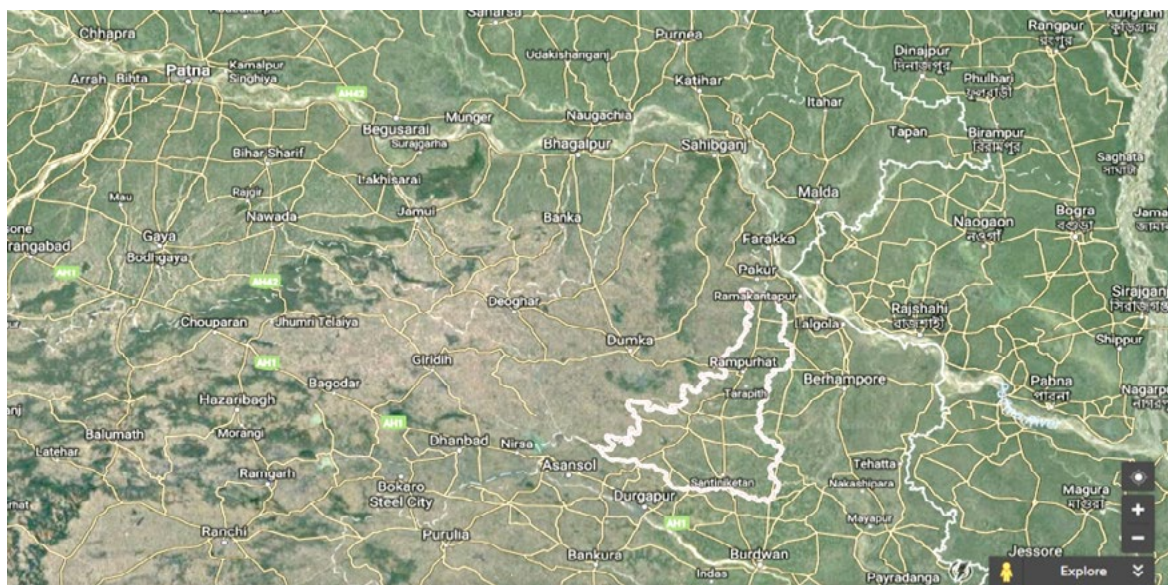 Saharsa
Kurigram
কুড়িগ্রাম
Chhapra
Purnea
Rangpur
রংপুর
Udakishanganj
Dinajpur
দিনাজপুর
Kamalpur
Singhiya
Patna
Arrah
Bihta
Katihar
Phulbari
ফুলবাড়ী
AH42
Itahar
Munger
Naugachia
Begusarai
Surajgarha
Tapan
Birampur
বিরামপুর
Bihar Sharif
Bhagalpur
Sahibganj
Saghata
সাঘাটা
Lakhisarai
Mau
Rajgir
Malda
Nawada
Jamui
Banka
Naogaon
নওগাঁ
Bogra
বগুড়া
Gaya
Bodhgaya
Farakka
AH1
AH42
Pakur
Deoghar
Ramakantapur
Rajshahi
রাজশাহী
Sirajganj
সিরাজগঞ্জ
Chouparan
Jhumri Telaiya
Lalgola
Dumka
Shippur
Giridih
Rampurhat
AH1
Bagodar
Berhampore
Pabna
পাবনা
Tarapith
Hazaribagh
Balumath
Morangi
AH1
Dhanbad
Nirsa
Latehar
Asansol
Tehatta
Ramgarh
Bokaro
Steel City
Santiniketan
Nakashipara
Durgapur
Magura
মাগুরা
Ranchi
Purulia
AH1
Mayapur
Bankura
Burdwan
Jessore
Indas
Payradanga
Explore